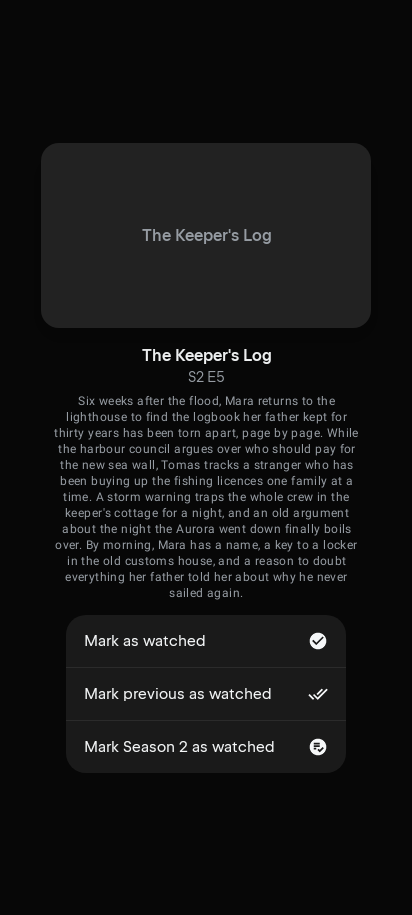 The Keeper's Log
The Keeper's Log
S2 E5
Six weeks after the flood, Mara returns to the
lighthouse to find the logbook her father kept for
thirty years has been torn apart, page by page. While
the harbour council argues over who should pay for
the new sea wall, Tomas tracks a stranger who has
been buying up the fishing licences one family at a
time. A storm warning traps the whole crew in the
keeper's cottage for a night, and an old argument
about the night the Aurora went down finally boils
over. By morning, Mara has a name, a key to a locker
in the old customs house, and a reason to doubt
everything her father told her about why he never
sailed again.
Mark as watched
Mark previous as watched
Mark Season 2 as watched